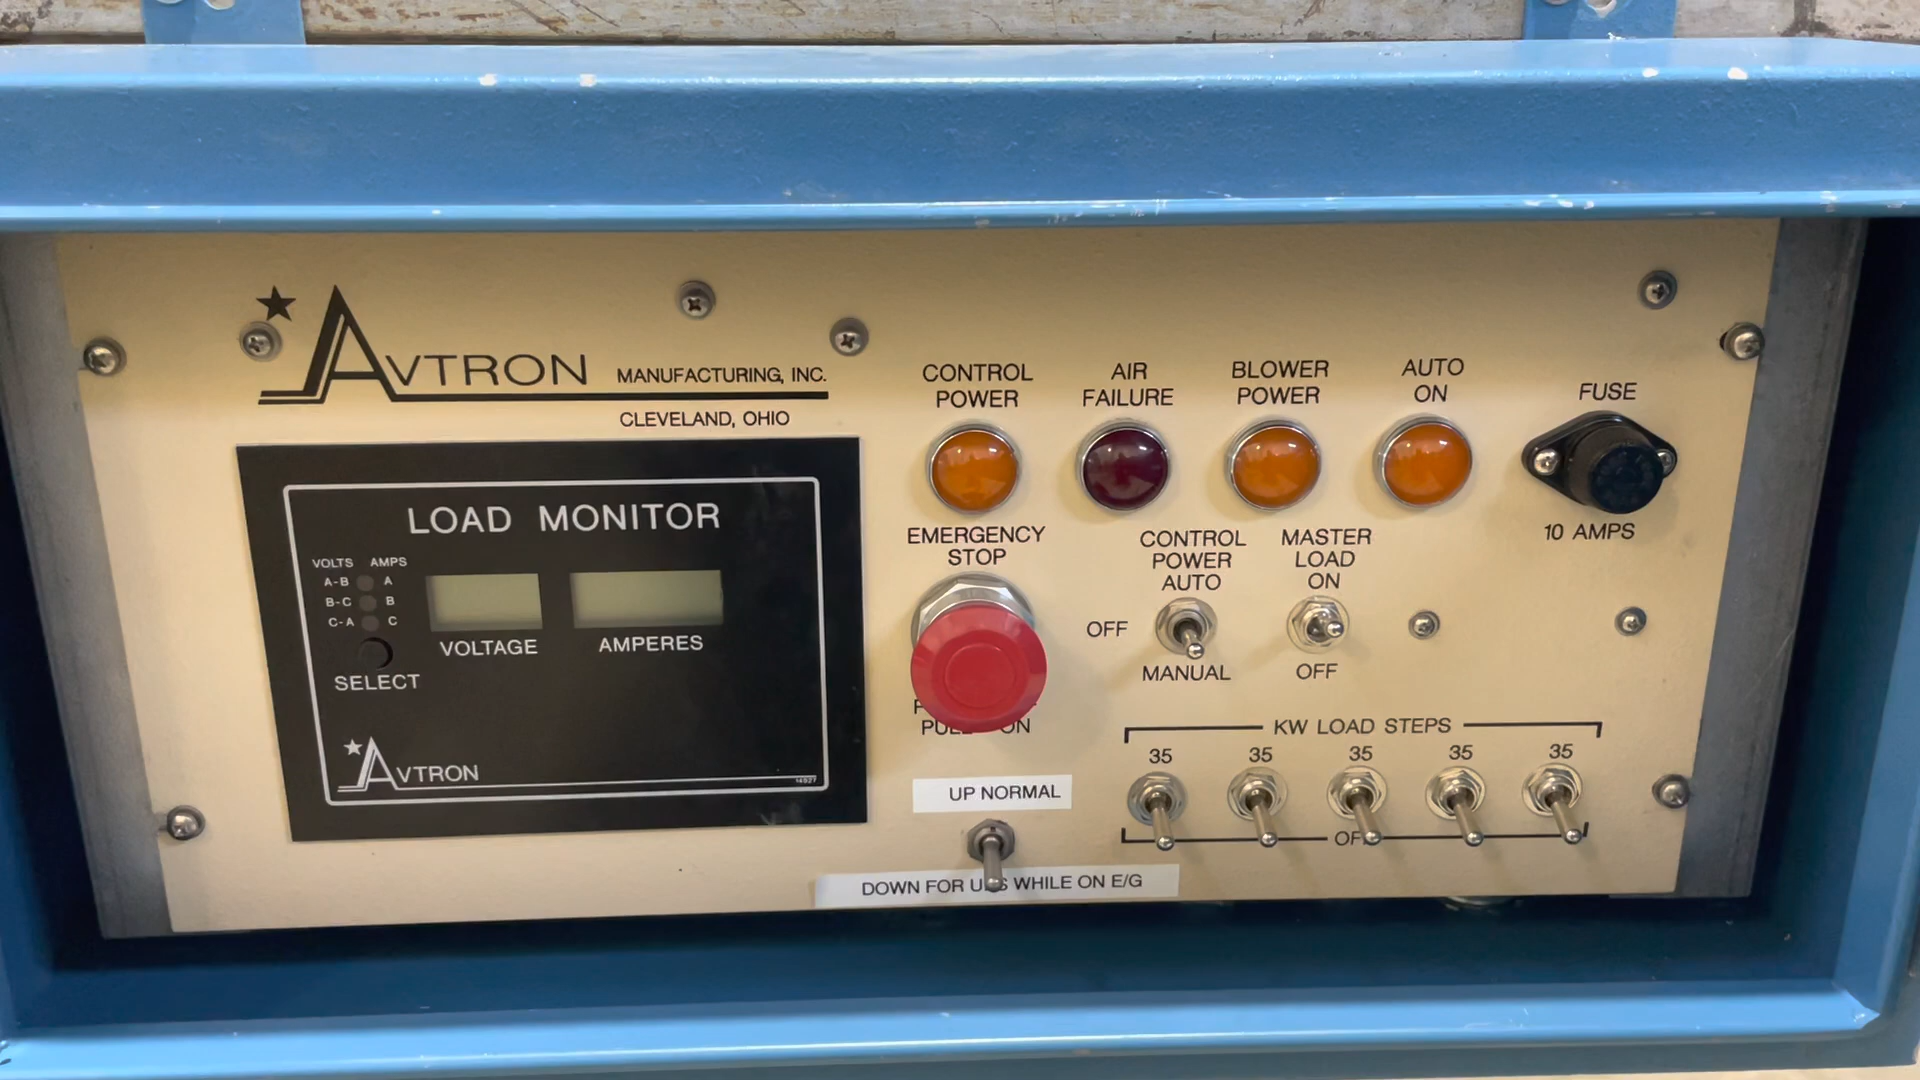 AVTRON MANUFACTURING, INC.
CLEVELAND, OHIO
LOAD MONITOR
VOLTS AMPS
A-B A
B-C B
C-A C
SELECT
VOLTAGE
AMPERES
AVTRON
CONTROL POWER
AIR FAILURE
BLOWER POWER
AUTO ON
FUSE
10 AMPS
EMERGENCY
STOP
CONTROL
POWER
AUTO
OFF
MANUAL
MASTER
LOAD
ON
OFF
KW LOAD STEPS
35 35 35 35 35
UP NORMAL
DOWN FOR WHILE ON E/G